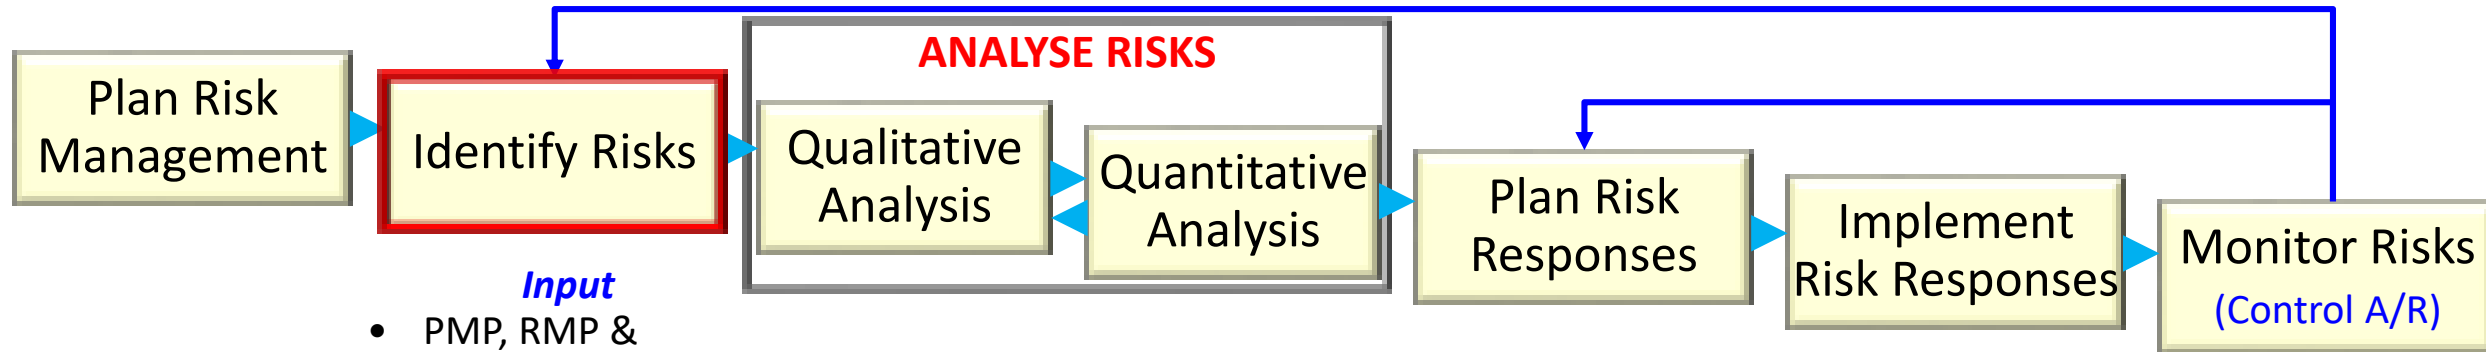 ANALYSE RISKS
Plan Risk
Management
Identify Risks
Qualitative
Analysis
Quantitative
Analysis
Plan Risk
Responses
Implement
Risk Responses
Monitor Risks
(Control A/R)
Input
• PMP, RMP &